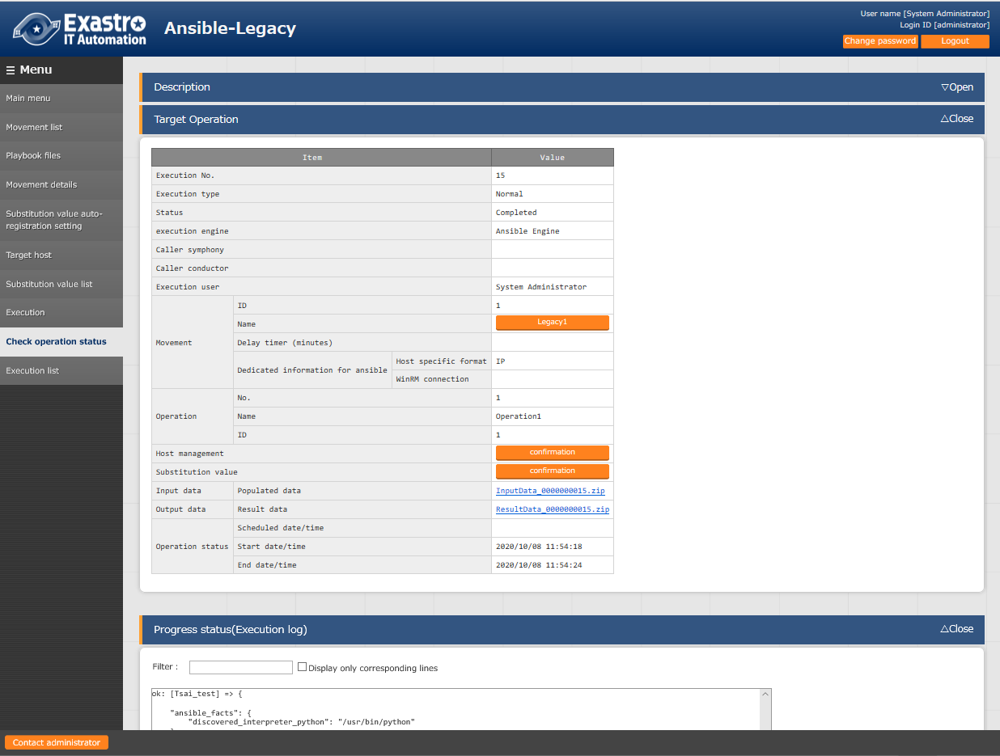 Exastro
IT Automation
Ansible-Legacy
User name [System Administrator]
Login ID [administrator]
Change password
Logout
☰ Menu
Main menu
Movement list
Playbook files
Movement details
Substitution value auto-
registration setting
Target host
Substitution value list
Execution
Check operation status
Execution list
Description
▽Open
Target Operation
△Close
Item Value
Execution No. 15
Execution type Normal
Status Completed
execution engine Ansible Engine
Caller symphony
Caller conductor
Execution user System Administrator
Movement
ID 1
Name Legacy1
Delay timer (minutes)
Dedicated information for ansible
Host specific format IP
WinRM connection
Operation
No. 1
Name Operation1
ID 1
Host management confirmation
Substitution value confirmation
Input data Populated data InputData_0000000015.zip
Output data Result data ResultData_0000000015.zip
Operation status
Scheduled date/time
Start date/time 2020/10/08 11:54:18
End date/time 2020/10/08 11:54:24
Progress status(Execution log)
△Close
Filter :
Display only corresponding lines
ok: [Tsai_test] => {
"ansible_facts": {
"discovered_interpreter_python": "/usr/bin/python"
Contact administrator